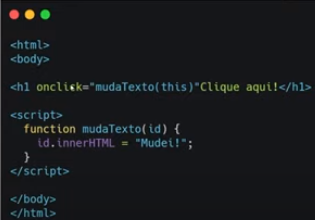 <html>
<body>
<h1 onclick="mudaTexto(this)"Clique aqui!</h1>
<script>
function mudaTexto(id) {
id.innerHTML = "Mudei!";
}
</script>
</body>
</html>